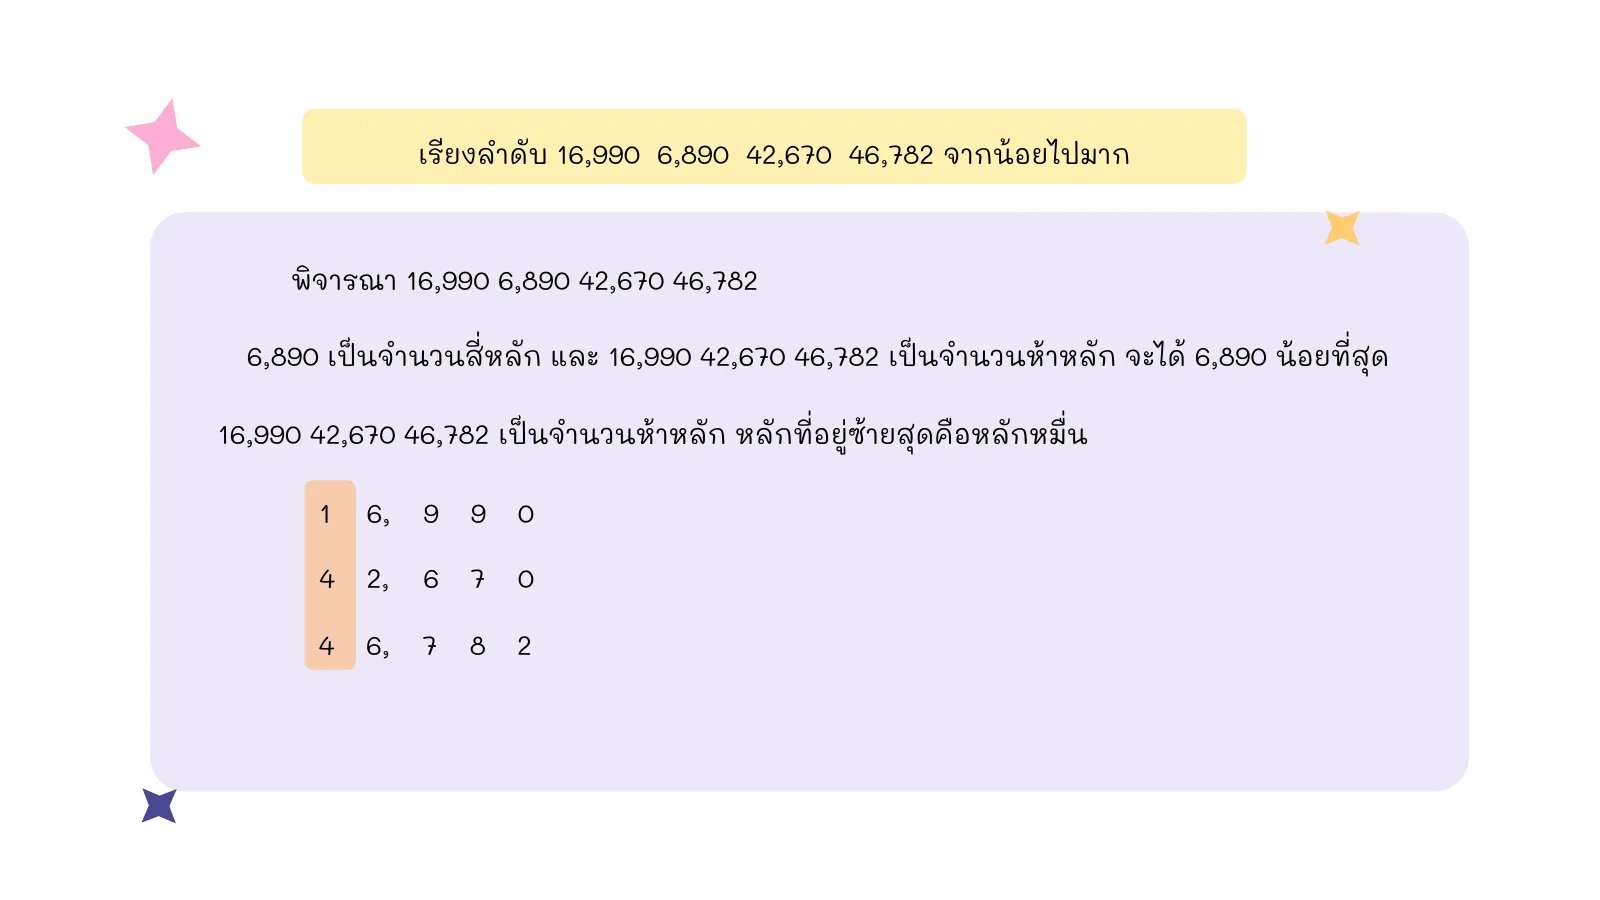 เรียงลำดับ 16,990 6,890 42,670 46,782 จากน้อยไปมาก
พิจารณา 16,990 6,890 42,670 46,782
6,890 เป็นจำนวนสี่หลัก และ 16,990 42,670 46,782 เป็นจำนวนห้าหลัก จะได้ 6,890 น้อยที่สุด
16,990 42,670 46,782 เป็นจำนวนห้าหลัก หลักที่อยู่ซ้ายสุดคือหลักหมื่น
1 6, 9 9 0
4 2, 6 7 0
4 6, 7 8 2